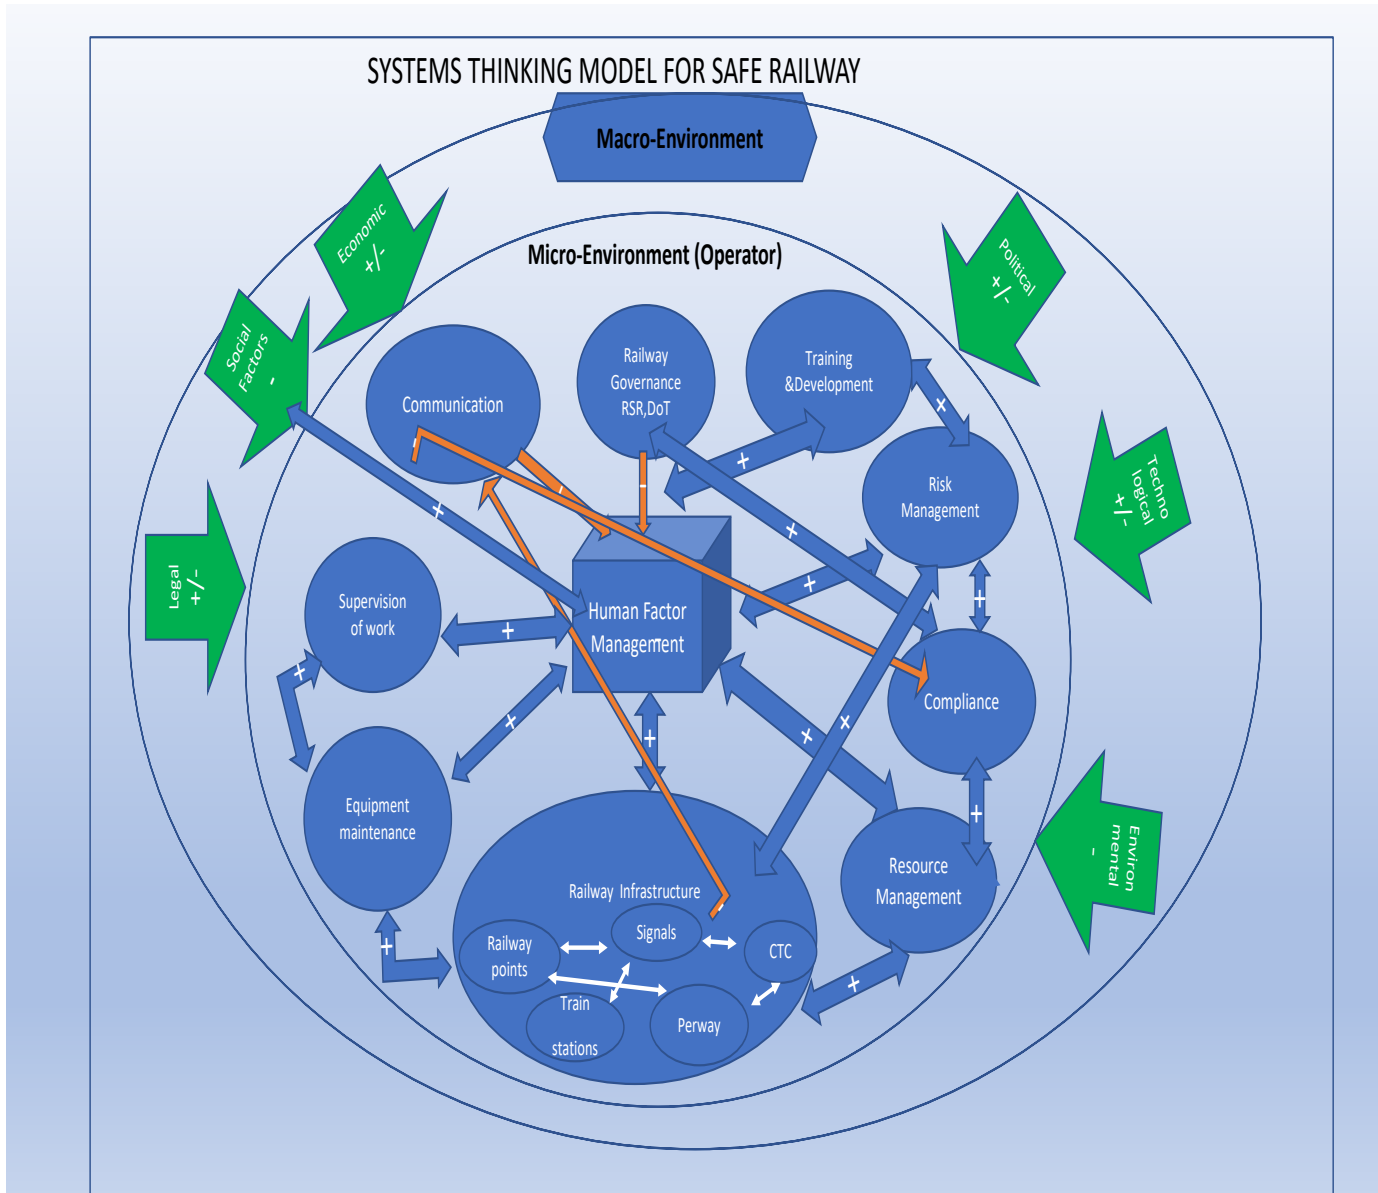 SYSTEMS THINKING MODEL FOR SAFE RAILWAY
Macro-Environment
Micro-Environment (Operator)
Economic
+/-
Political
+/-
Social
Factors
-
Techno
logical
+/-
Legal
+/-
Environ
mental
-
Communication
-
Railway
Governance
RSR,DoT
-
Training
&Development
+
+
Risk
Management
+
+
+
+
Supervision
of work
+
Human Factor
Management
-
+
Compliance
+
+
+
+
+
+
Equipment
maintenance
+
Resource
Management
+
Railway Infrastructure
-
Signals
Railway
points
CTC
Train
stations
Perway
+
-